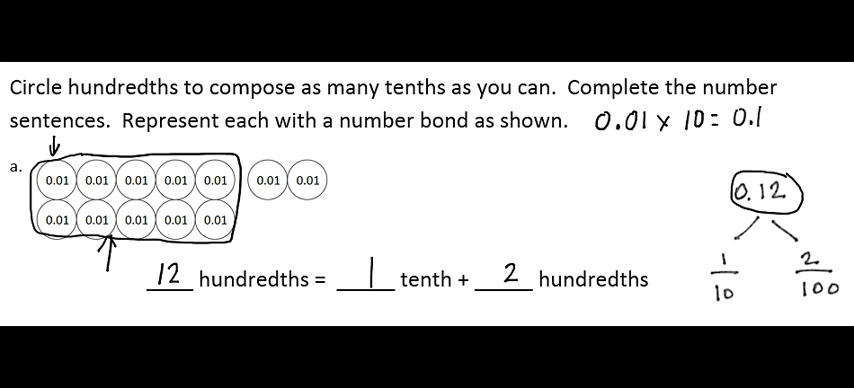 Circle hundredths to compose as many tenths as you can. Complete the number
sentences. Represent each with a number bond as shown. 0.01 x 10 = 0.1
a.
0.01 0.01 0.01 0.01 0.01 0.01 0.01
0.01 0.01 0.01 0.01 0.01
0.12
12 hundredths = 1 tenth + 2 hundredths
1/10 2/100